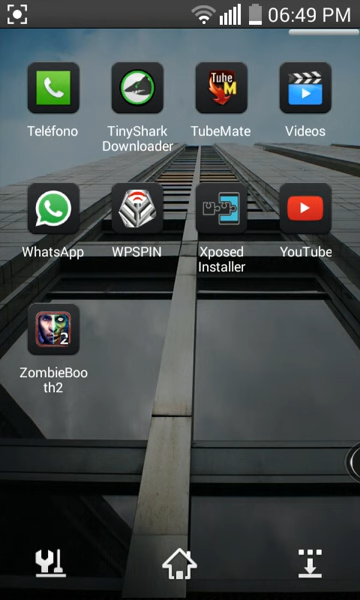 06:49 PM
Teléfono
TinyShark
Downloader
Tube
M
TubeMate
Videos
WhatsApp
WPSPIN
Xposed
Installer
YouTube
2
ZombieBoo
th2